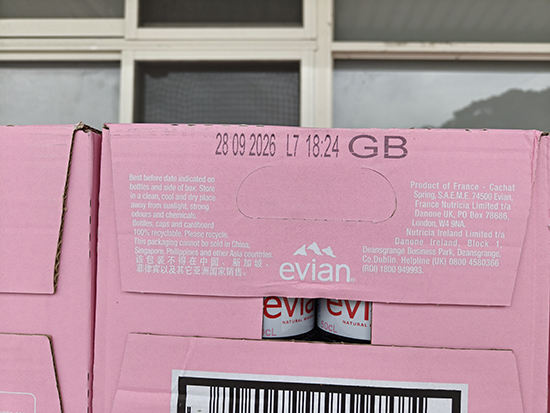 28 09 2026 L7 18:24 GB
Best before date indicated on
bottles and side of box. Store
in a clean, cool and dry place
away from sunlight, strong
odours and chemicals.
Bottles, caps and cardboard
100% recyclable. Please recycle.
This packaging cannot be sold in China,
Singapore, Philippines and other Asia countries.
该包装不得在中国、新加坡、
菲律宾以及其它亚洲国家销售。
Product of France - Cachat
Spring, S.A.E.M.E. 74500 Evian,
France Nutricia Limited t/a
Danone UK, PO Box 78686,
London, W4 9NA.
Nutricia Ireland Limited t/a
Danone Ireland, Block 1,
Deansgrange Business Park, Deansgrange,
Co.Dublin. Helpline (UK) 0800 4580366
(ROI) 1800 949993.
evian
evia
NATURAL
CL
evi
NATURAL MI
50CL